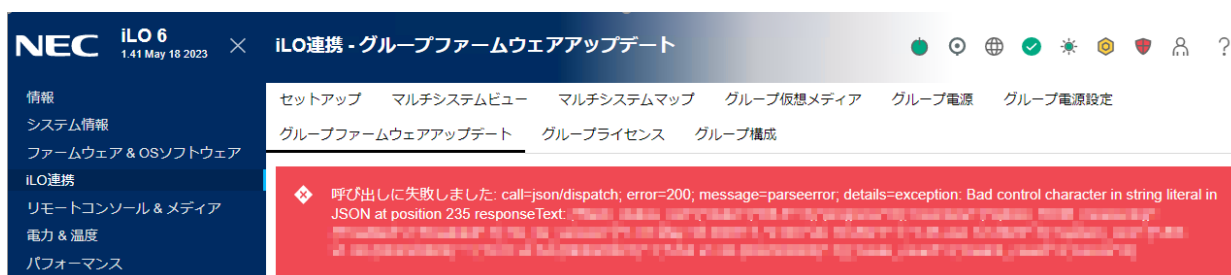 NEC iLO 6
1.41 May 18 2023
iLO連携 - グループファームウェアアップデート
?
情報
システム情報
ファームウェア & OSソフトウェア
iLO連携
リモートコンソール & メディア
電力 & 温度
パフォーマンス
セットアップ マルチシステムビュー マルチシステムマップ グループ仮想メディア グループ電源 グループ電源設定
グループファームウェアアップデート グループライセンス グループ構成
呼び出しに失敗しました: call=json/dispatch; error=200; message=parseerror; details=exception: Bad control character in string literal in
JSON at position 235 responseText: